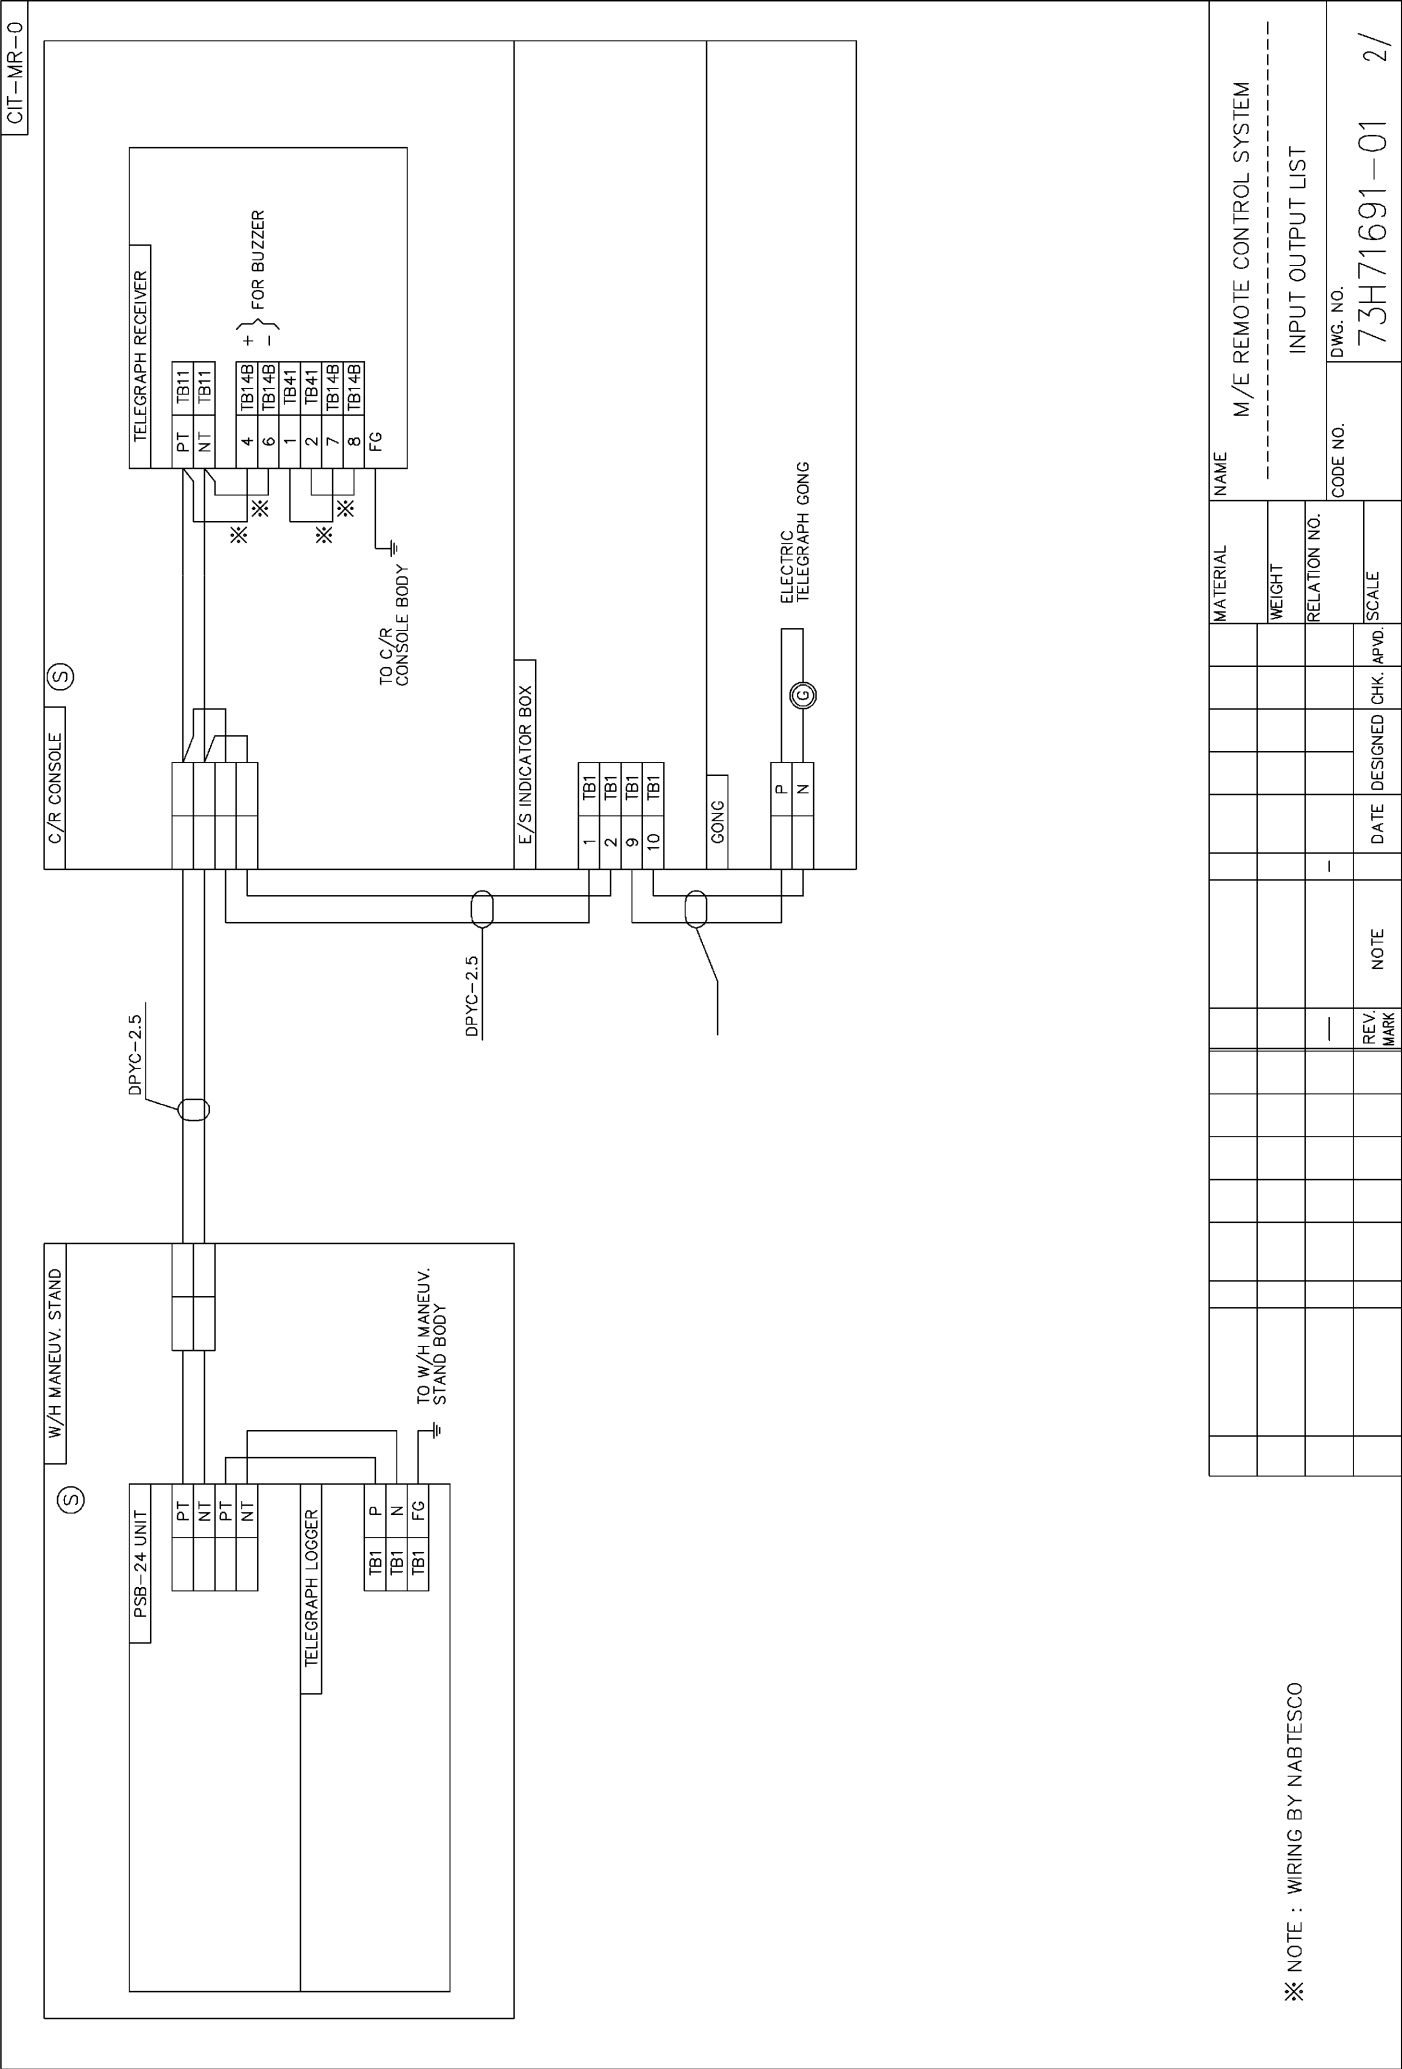 CIT-MR-0
W/H MANEUV. STAND
S
PSB-24 UNIT
PT
NT
PT
NT
TELEGRAPH LOGGER
TB1 P
TB1 N
TB1 FG
TO W/H MANEUV.
STAND BODY
DPYC-2.5
DPYC-2.5
C/R CONSOLE
S
TELEGRAPH RECEIVER
PT TB11
NT TB11
4 TB14B +
6 TB14B -
FOR BUZZER
1 TB41
2 TB41
7 TB14B
8 TB14B
FG
※
※
※
※
TO C/R
CONSOLE BODY
E/S INDICATOR BOX
1 TB1
2 TB1
9 TB1
10 TB1
GONG
P
N
G
ELECTRIC
TELEGRAPH GONG
※ NOTE : WIRING BY NABTESCO
— –
REV. MARK
NOTE
DATE
DESIGNED
CHK.
APVD.
MATERIAL
WEIGHT
RELATION NO.
SCALE
NAME
M/E REMOTE CONTROL SYSTEM
INPUT OUTPUT LIST
CODE NO.
DWG. NO.
73H71691-01 2/